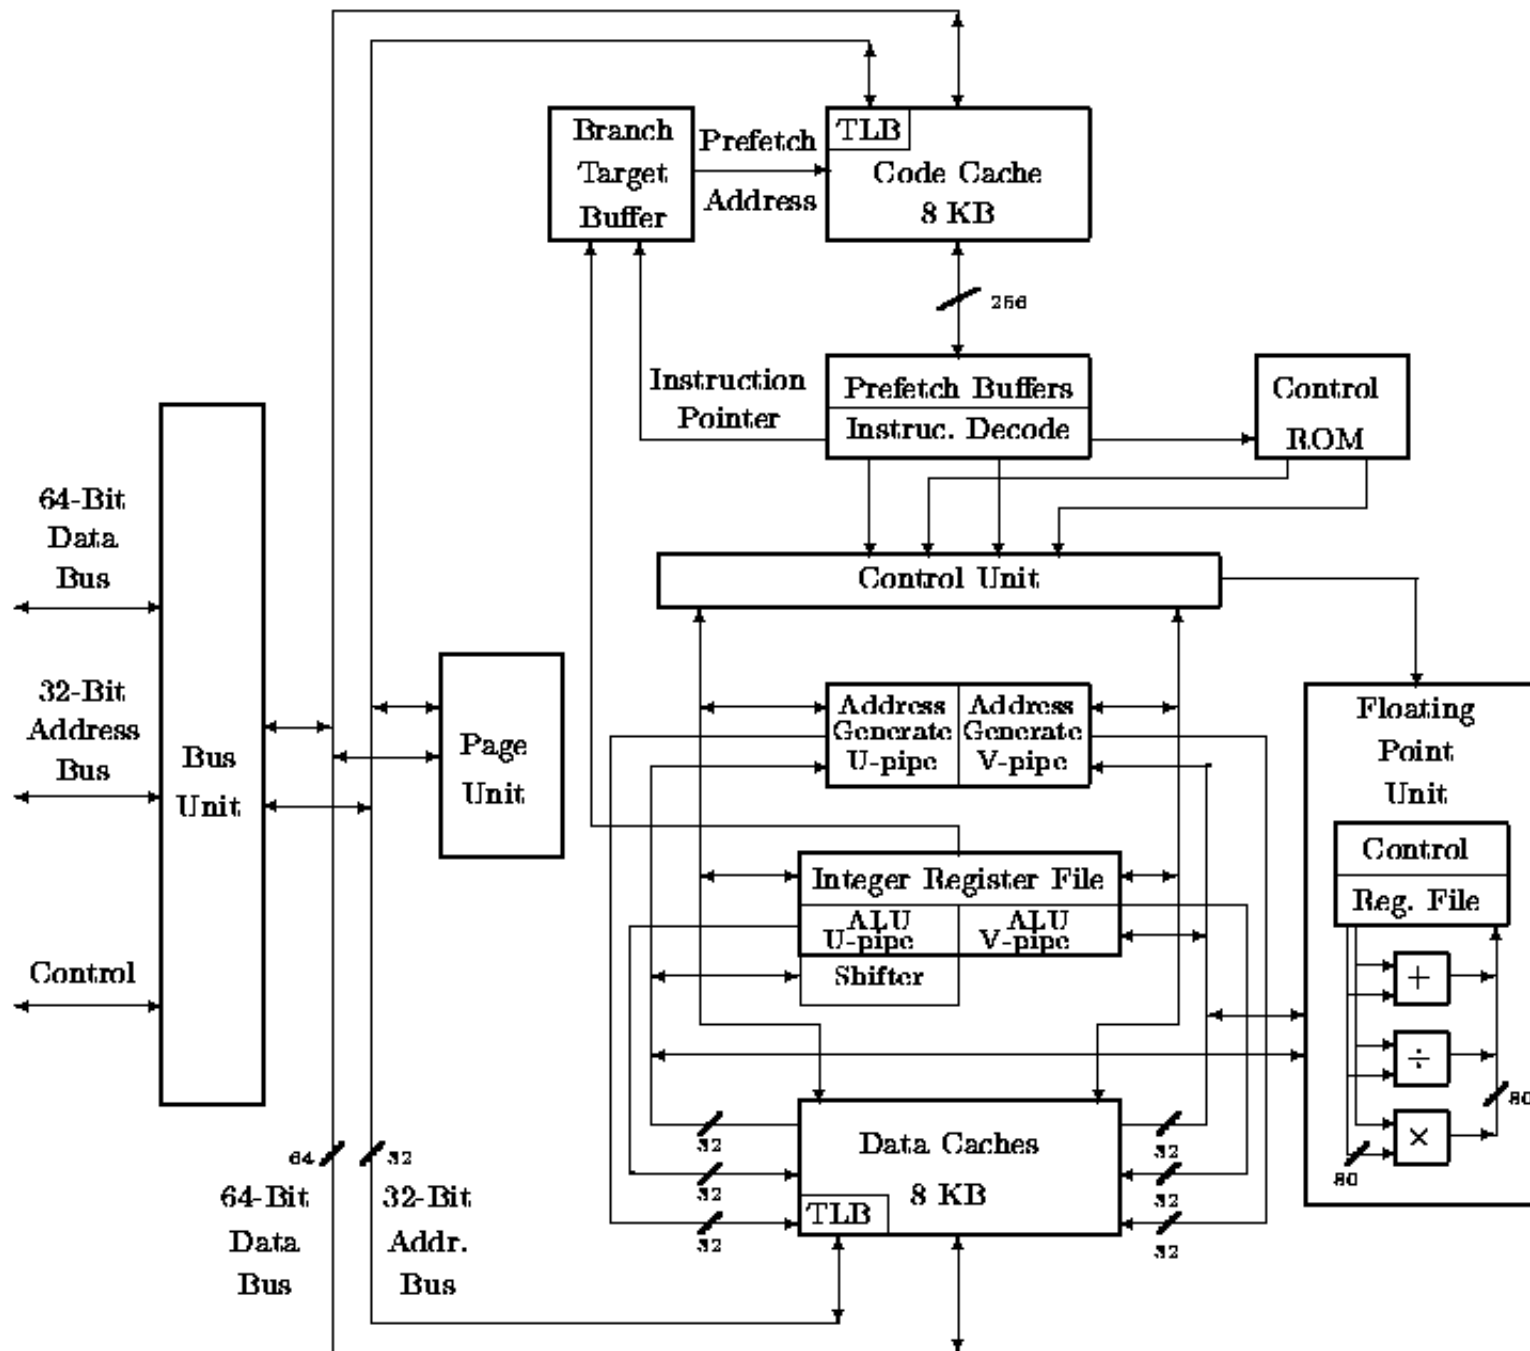 TLB
Code Cache
8 KB
Branch
Target
Buffer
Prefetch
Address
256
Instruction
Pointer
Prefetch Buffers
Instruc. Decode
Control
ROM
Control Unit
64-Bit
Data
Bus
32-Bit
Address
Bus
Control
Bus
Unit
Page
Unit
Address
Generate
U-pipe
Address
Generate
V-pipe
Integer Register File
ALU
U-pipe
ALU
V-pipe
Shifter
Floating
Point
Unit
Control
Reg. File
+
÷
×
80
80
32
32
32
32
32
32
Data Caches
8 KB
TLB
64
32
64-Bit
Data
Bus
32-Bit
Addr.
Bus